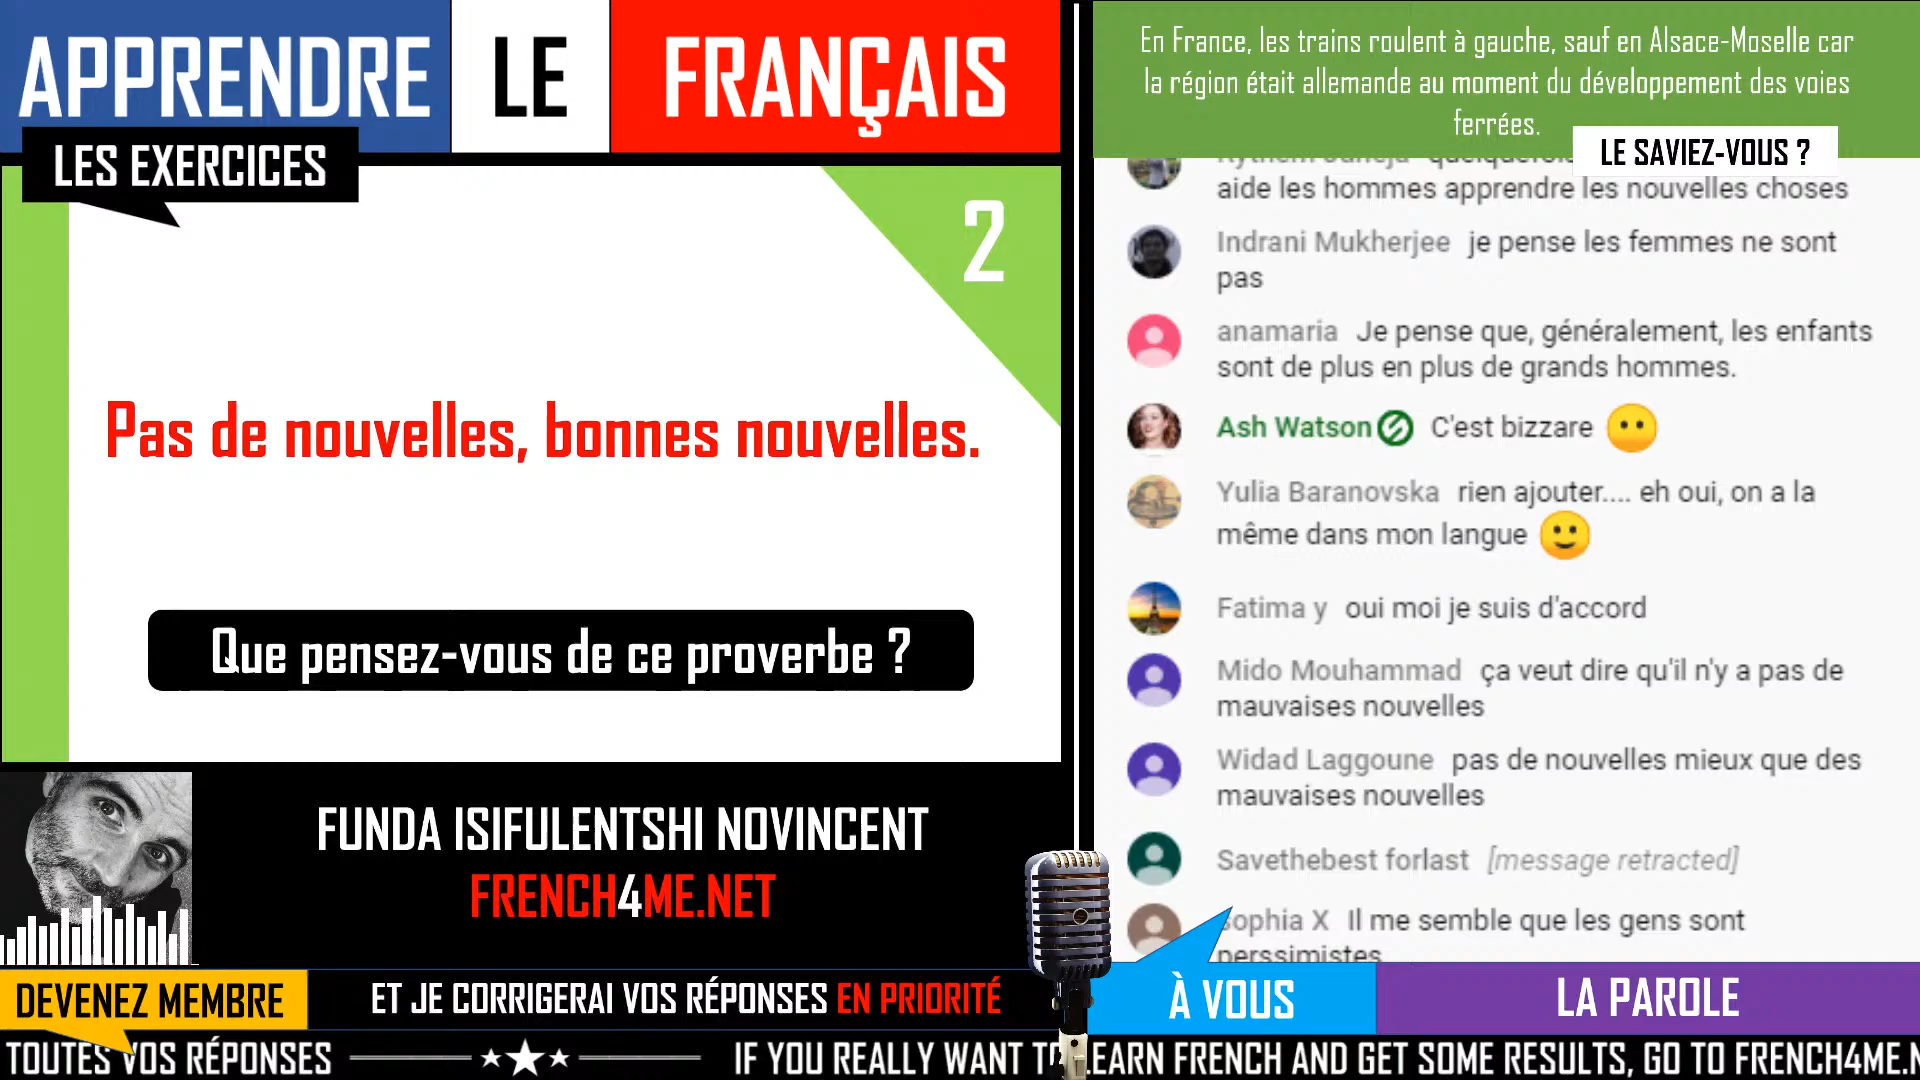 APPRENDRE LE FRANÇAIS
LES EXERCICES
2
Pas de nouvelles, bonnes nouvelles.
Que pensez-vous de ce proverbe ?
FUNDA ISIFULENTSHI NOVINCENT
FRENCH4ME.NET
DEVENEZ MEMBRE
ET JE CORRIGERAI VOS RÉPONSES EN PRIORITÉ
En France, les trains roulent à gauche, sauf en Alsace-Moselle car
la région était allemande au moment du développement des voies
ferrées.
LE SAVIEZ-VOUS ?
aide les hommes apprendre les nouvelles choses
Indrani Mukherjee je pense les femmes ne sont
pas
anamaria Je pense que, généralement, les enfants
sont de plus en plus de grands hommes.
Ash Watson C'est bizzare
Yulia Baranovska rien ajouter.... eh oui, on a la
même dans mon langue
Fatima y oui moi je suis d'accord
Mido Mouhammad ça veut dire qu'il n'y a pas de
mauvaises nouvelles
Widad Laggoune pas de nouvelles mieux que des
mauvaises nouvelles
Savethebest forlast [message retracted]
sophia X Il me semble que les gens sont
perssimistes
À VOUS LA PAROLE
TOUTES VOS RÉPONSES IF YOU REALLY WANT TO LEARN FRENCH AND GET SOME RESULTS, GO TO FRENCH4ME.N